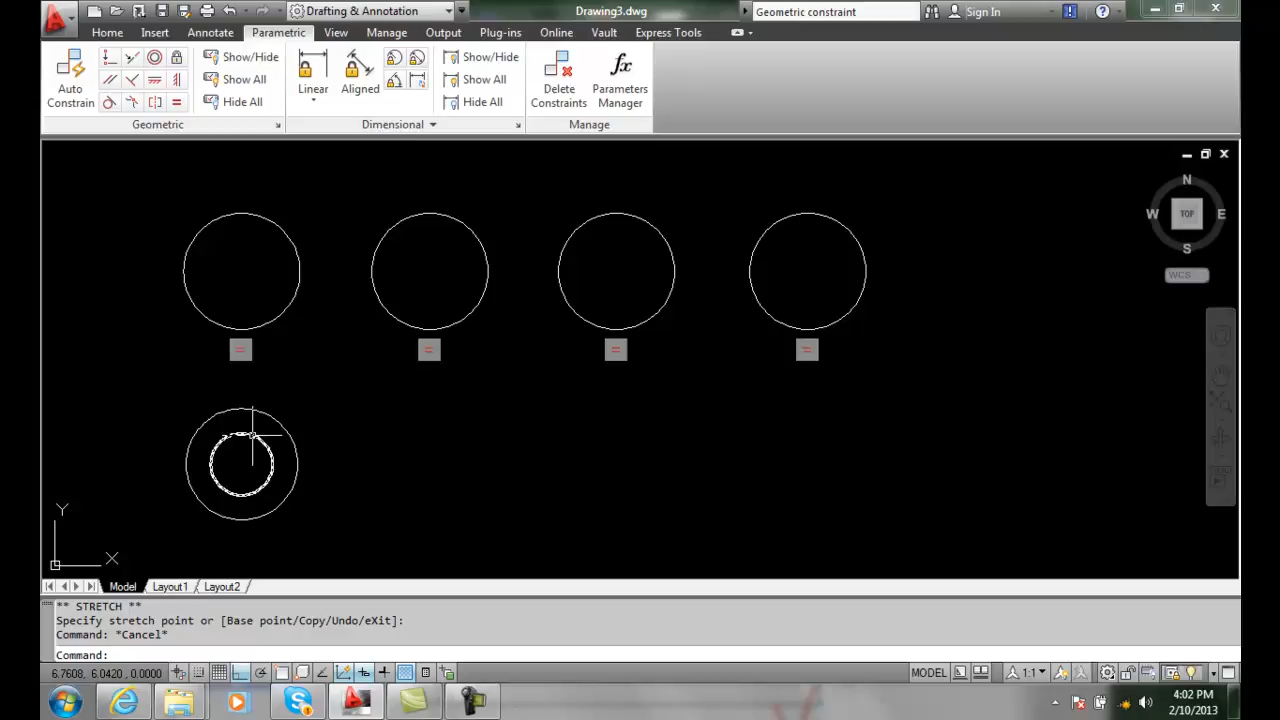 Drafting & Annotation
Drawing3.dwg
Geometric constraint
Sign In
Home Insert Annotate Parametric View Manage Output Plug-ins Online Vault Express Tools
Auto
Constrain
Show/Hide
Show All
Hide All
Linear
Aligned
Show/Hide
Show All
Hide All
Delete
Constraints
fx
Parameters
Manager
Geometric
Dimensional
Manage
N
W
TOP
E
S
WCS
=
=
=
=
Y
X
Model Layout1 Layout2
** STRETCH **
Specify stretch point or [Base point/Copy/Undo/eXit]:
Command: *Cancel*
Command:
6.7608, 6.0420, 0.0000
MODEL
1:1
4:02 PM
2/10/2013